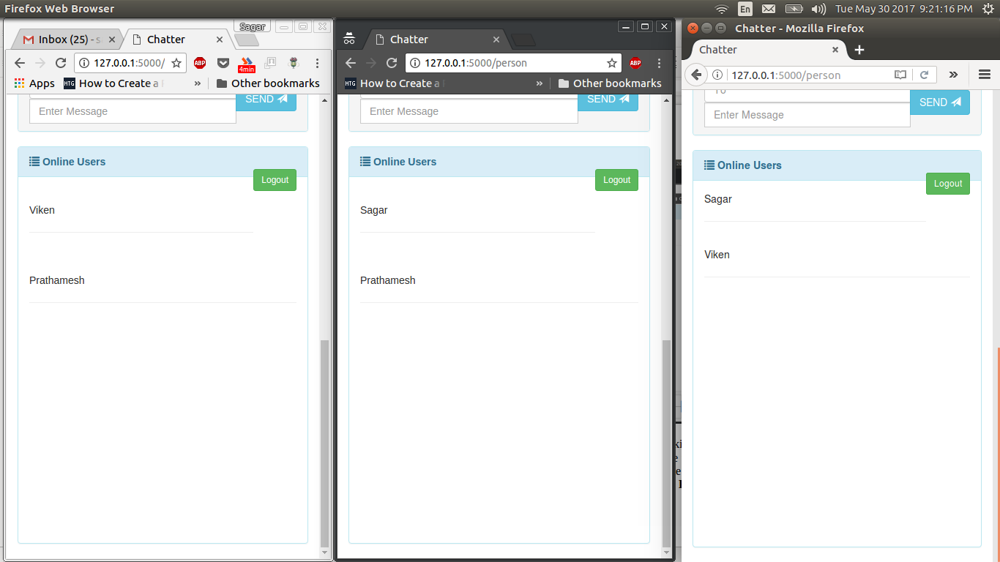 Firefox Web Browser
En
Tue May 30 2017 9:21:16 PM
Sagar
Inbox (25) - s
Chatter
127.0.0.1:5000/
ABP
4min
Apps
HTG How to Create a
»
Other bookmarks
SEND
Enter Message
Online Users
Logout
Viken
Prathamesh
Chatter
127.0.0.1:5000/person
ABP
HTG How to Create a
»
Other bookmarks
SEND
Enter Message
Online Users
Logout
Sagar
Prathamesh
Chatter - Mozilla Firefox
Chatter
127.0.0.1:5000/person
»
To
SEND
Enter Message
Online Users
Logout
Sagar
Viken